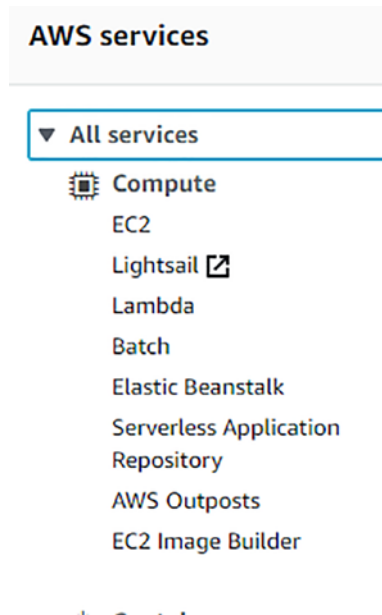 AWS services
All services
Compute
EC2
Lightsail
Lambda
Batch
Elastic Beanstalk
Serverless Application
Repository
AWS Outposts
EC2 Image Builder